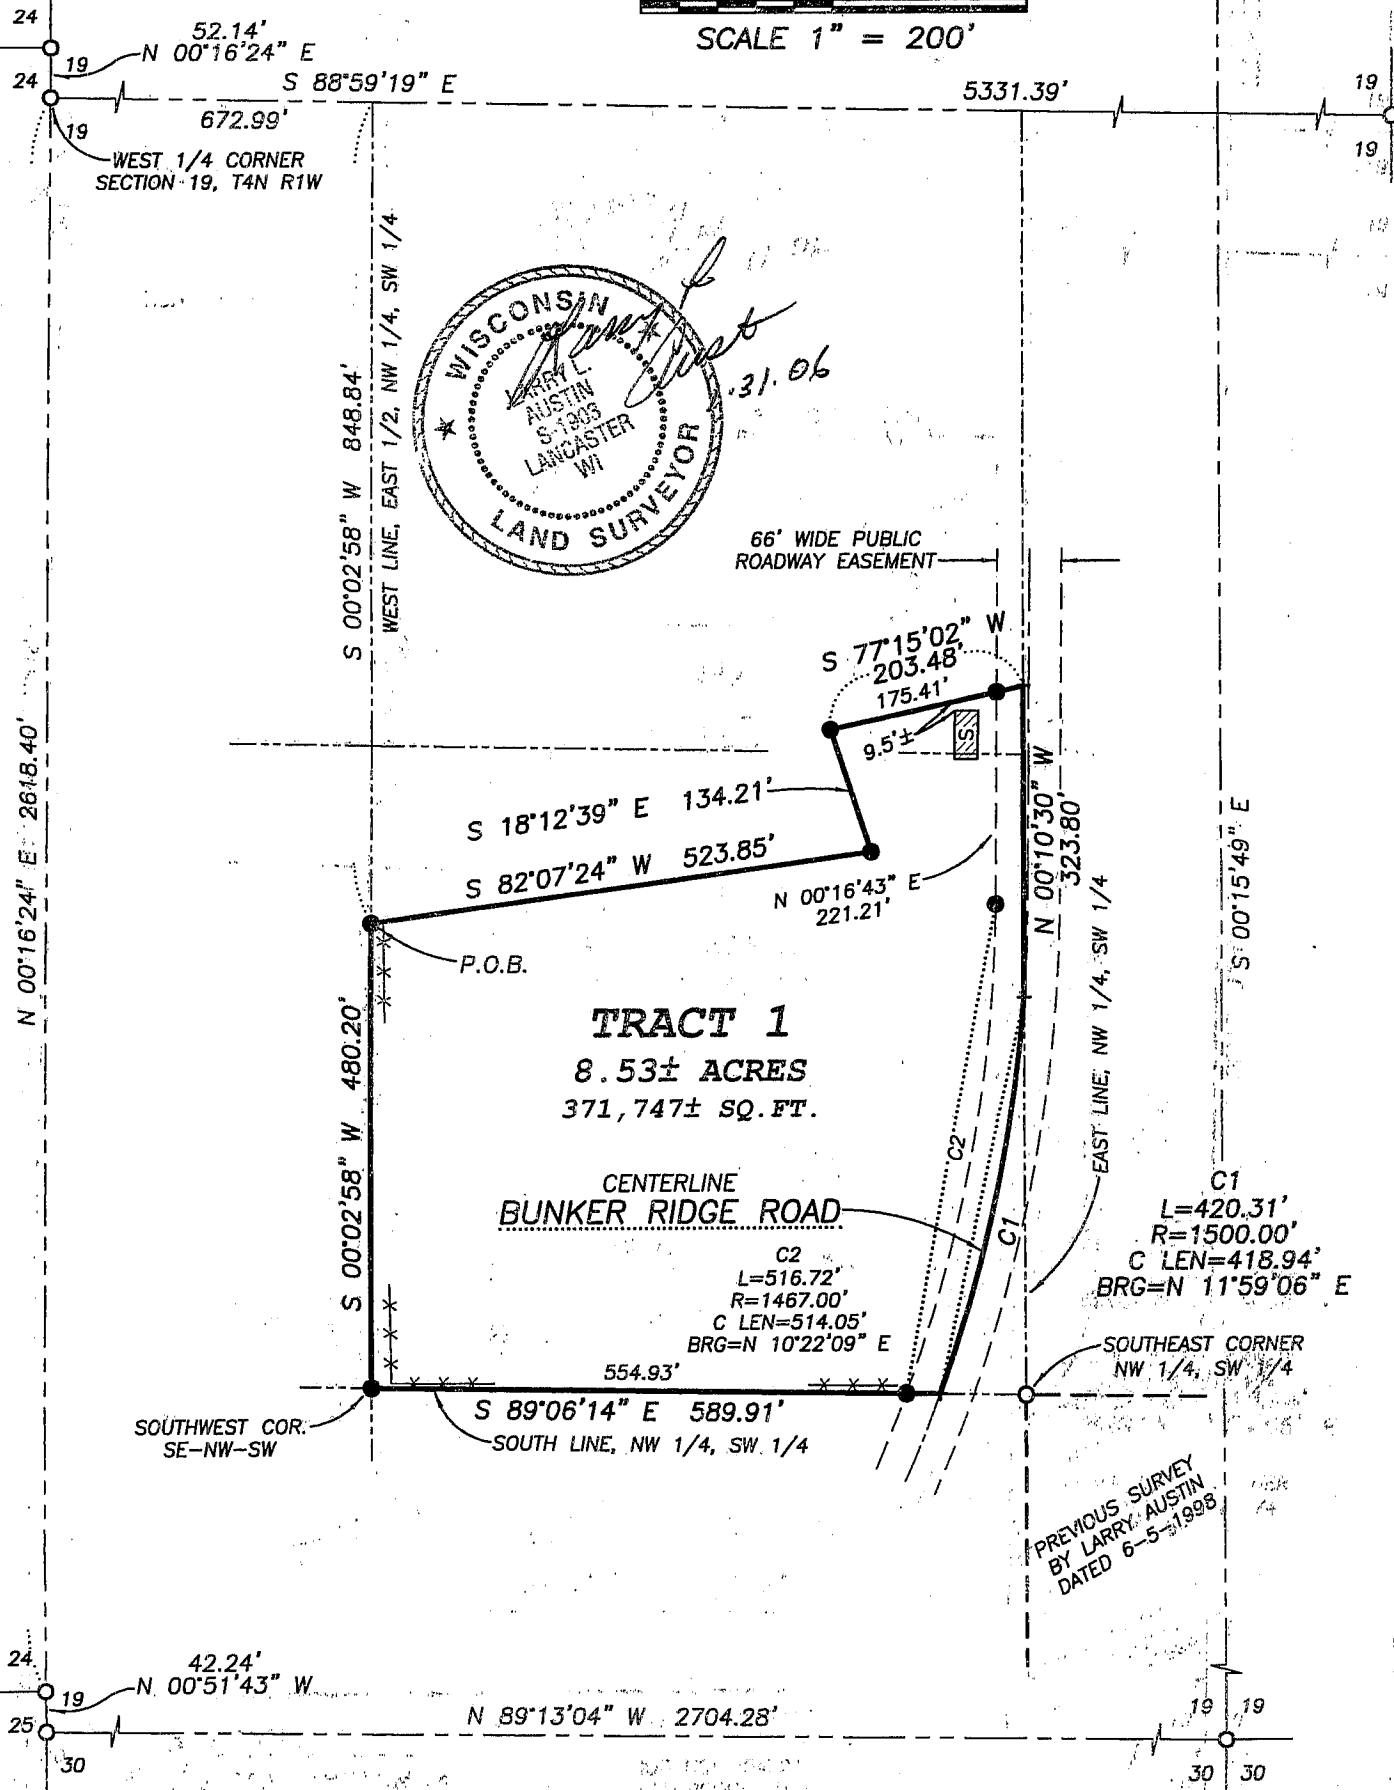 SCALE 1" = 200'
24
52.14'
N 00°16'24" E
19
24
S 88°59'19" E
5331.39'
19
672.99'
19
19
WEST 1/4 CORNER
SECTION 19, T4N R1W
S 00°02'58" W 848.84'
WEST LINE, EAST 1/2, NW 1/4, SW 1/4
WISCONSIN
LARRY L.
AUSTIN
S-1903
LANCASTER
WI
LAND SURVEYOR
.31.06
66' WIDE PUBLIC
ROADWAY EASEMENT
S 77°15'02" W
203.48'
175.41'
9.5'±
S
N 00°16'24" E 2618.40'
S 18°12'39" E 134.21'
S 82°07'24" W 523.85'
N 00°16'43" E
221.21'
N 00°10'30" W
323.80'
EAST LINE, NW 1/4, SW 1/4
S 00°15'49" E
P.O.B.
TRACT 1
8.53± ACRES
371,747± SQ.FT.
S 00°02'58" W 480.20'
CENTERLINE
BUNKER RIDGE ROAD
C2
C1
C2
L=516.72'
R=1467.00'
C LEN=514.05'
BRG=N 10°22'09" E
C1
L=420.31'
R=1500.00'
C LEN=418.94'
BRG=N 11°59'06" E
SOUTHEAST CORNER
NW 1/4, SW 1/4
554.93'
S 89°06'14" E 589.91'
SOUTH LINE, NW 1/4, SW 1/4
SOUTHWEST COR.
SE-NW-SW
PREVIOUS SURVEY
BY LARRY AUSTIN
DATED 6-5-1998
24
42.24'
N 00°51'43" W
19
25
30
N 89°13'04" W 2704.28'
19 19
30 30